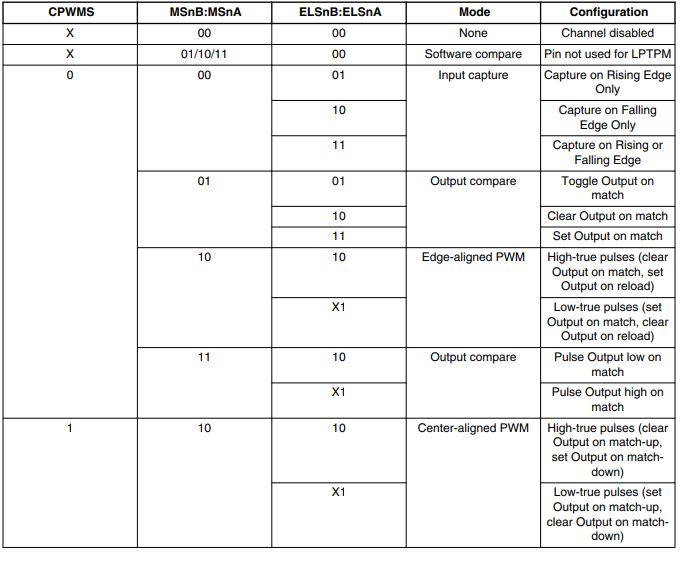 CPWMS MSnB:MSnA ELSnB:ELSnA Mode Configuration
X 00 00 None Channel disabled
X 01/10/11 00 Software compare Pin not used for LPTPM
0 00 01 Input capture Capture on Rising Edge
Only
10 Capture on Falling
Edge Only
11 Capture on Rising or
Falling Edge
01 01 Output compare Toggle Output on
match
10 Clear Output on match
11 Set Output on match
10 10 Edge-aligned PWM High-true pulses (clear
Output on match, set
Output on reload)
X1 Low-true pulses (set
Output on match, clear
Output on reload)
11 10 Output compare Pulse Output low on
match
X1 Pulse Output high on
match
1 10 10 Center-aligned PWM High-true pulses (clear
Output on match-up,
set Output on match-
down)
X1 Low-true pulses (set
Output on match-up,
clear Output on match-
down)